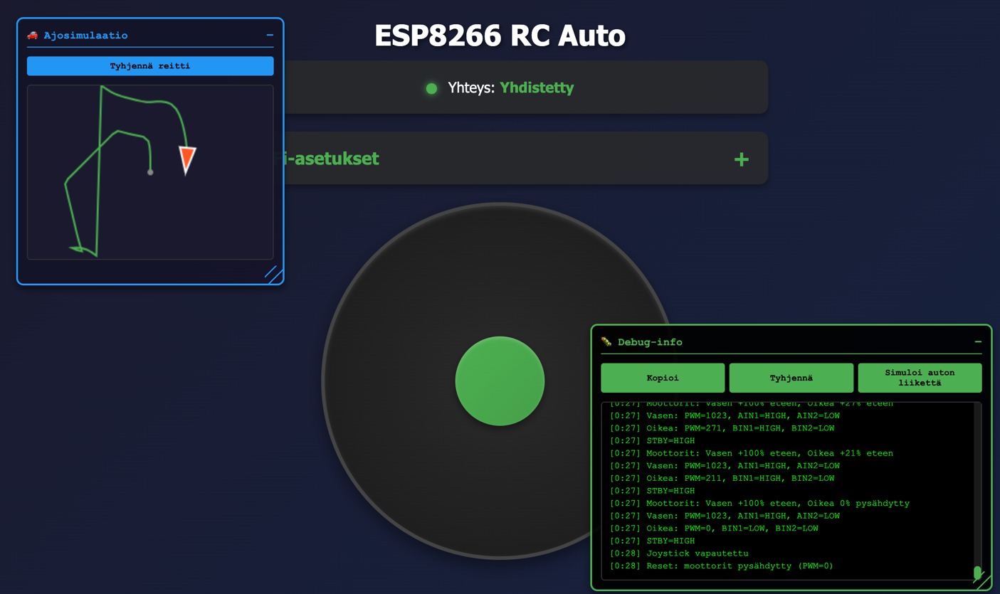 ESP8266 RC Auto
Ajosimulaatio
Tyhjennä reitti
Yhteys: Yhdistetty
Fi-asetukset
Debug-info
Kopioi
Tyhjennä
Simuloi auton
liikettä
[0:27] Moottorit: Vasen +100% eteen, Oikea +27% eteen
[0:27] Vasen: PWM=1023, AIN1=HIGH, AIN2=LOW
[0:27] Oikea: PWM=271, BIN1=HIGH, BIN2=LOW
[0:27] STBY=HIGH
[0:27] Moottorit: Vasen +100% eteen, Oikea +21% eteen
[0:27] Vasen: PWM=1023, AIN1=HIGH, AIN2=LOW
[0:27] Oikea: PWM=211, BIN1=HIGH, BIN2=LOW
[0:27] STBY=HIGH
[0:27] Moottorit: Vasen +100% eteen, Oikea 0% pysähdytty
[0:27] Vasen: PWM=1023, AIN1=HIGH, AIN2=LOW
[0:27] Oikea: PWM=0, BIN1=LOW, BIN2=LOW
[0:27] STBY=HIGH
[0:28] Joystick vapautettu
[0:28] Reset: moottorit pysähdytty (PWM=0)